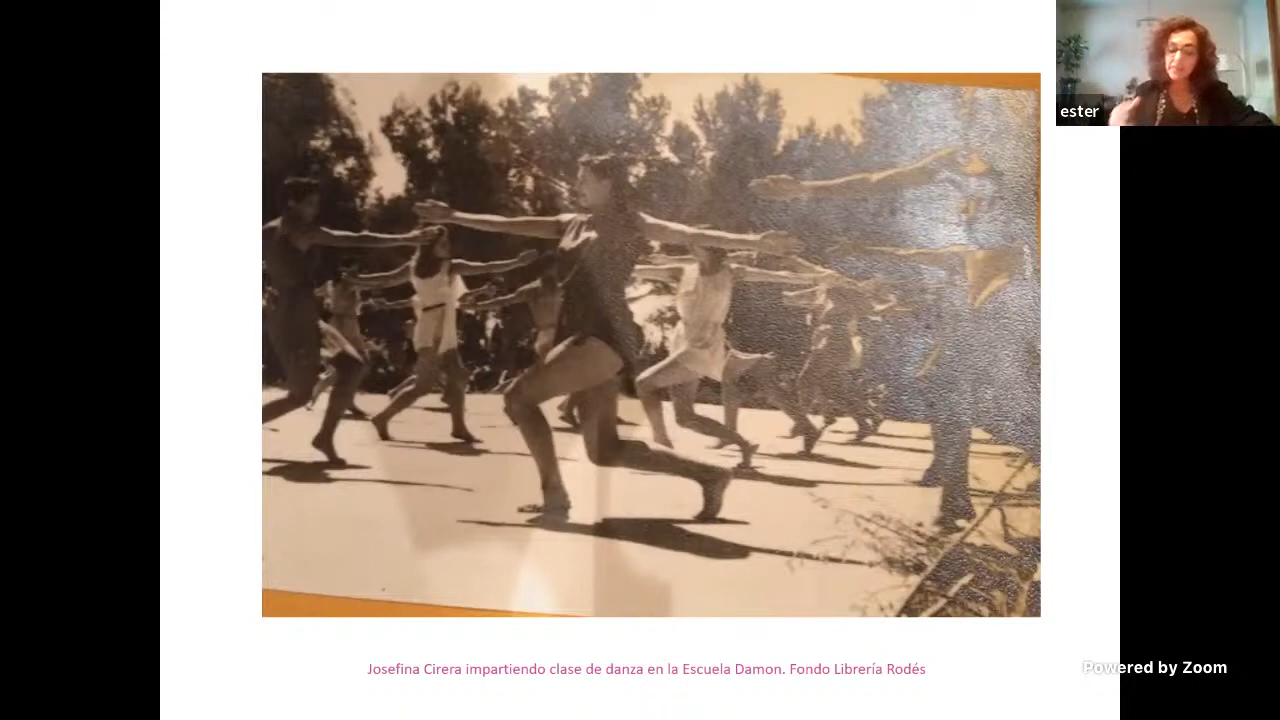 ester
Josefina Cirera impartiendo clase de danza en la Escuela Damon. Fondo Librería Rodés
Powered by Zoom